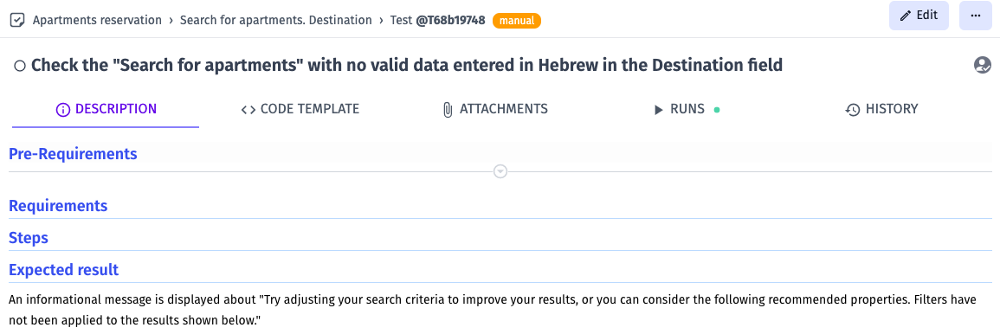 Apartments reservation › Search for apartments. Destination › Test @T68b19748 manual
Edit ...
Check the "Search for apartments" with no valid data entered in Hebrew in the Destination field
DESCRIPTION CODE TEMPLATE ATTACHMENTS RUNS HISTORY
Pre-Requirements
Requirements
Steps
Expected result
An informational message is displayed about "Try adjusting your search criteria to improve your results, or you can consider the following recommended properties. Filters have
not been applied to the results shown below."